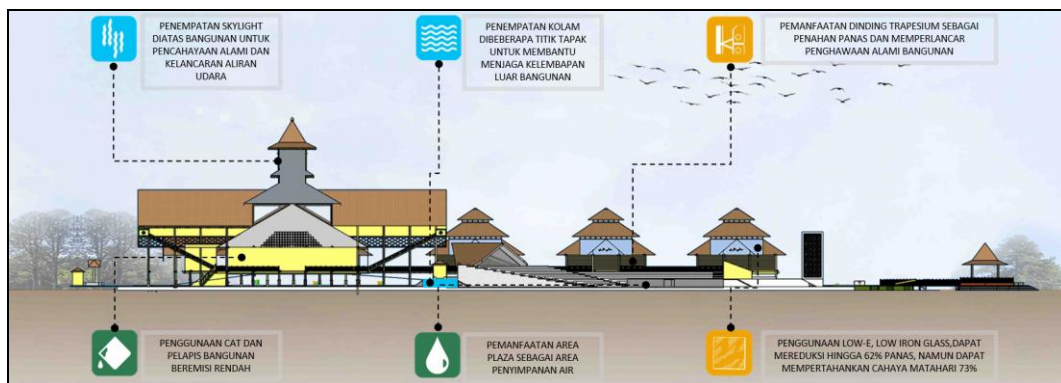 PENEMPATAN SKYLIGHT
DIATAS BANGUNAN UNTUK
PENCAHAYAAN ALAMI DAN
KELANCARAN ALIRAN
UDARA
PENEMPATAN KOLAM
DIBEBERAPA TITIK TAPAK
UNTUK MEMBANTU
MENJAGA KELEMBAPAN
LUAR BANGUNAN
PEMANFAATAN DINDING TRAPESIUM SEBAGAI
PENAHAN PANAS DAN MEMPERLANCAR
PENGHAWAAN ALAMI BANGUNAN
PENGGUNAAN CAT DAN
PELAPIS BANGUNAN
BEREMISI RENDAH
PEMANFAATAN AREA
PLAZA SEBAGAI AREA
PENYIMPANAN AIR
PENGGUNAAN LOW-E, LOW IRON GLASS,DAPAT
MEREDUKSI HINGGA 62% PANAS, NAMUN DAPAT
MEMPERTAHANKAN CAHAYA MATAHARI 73%